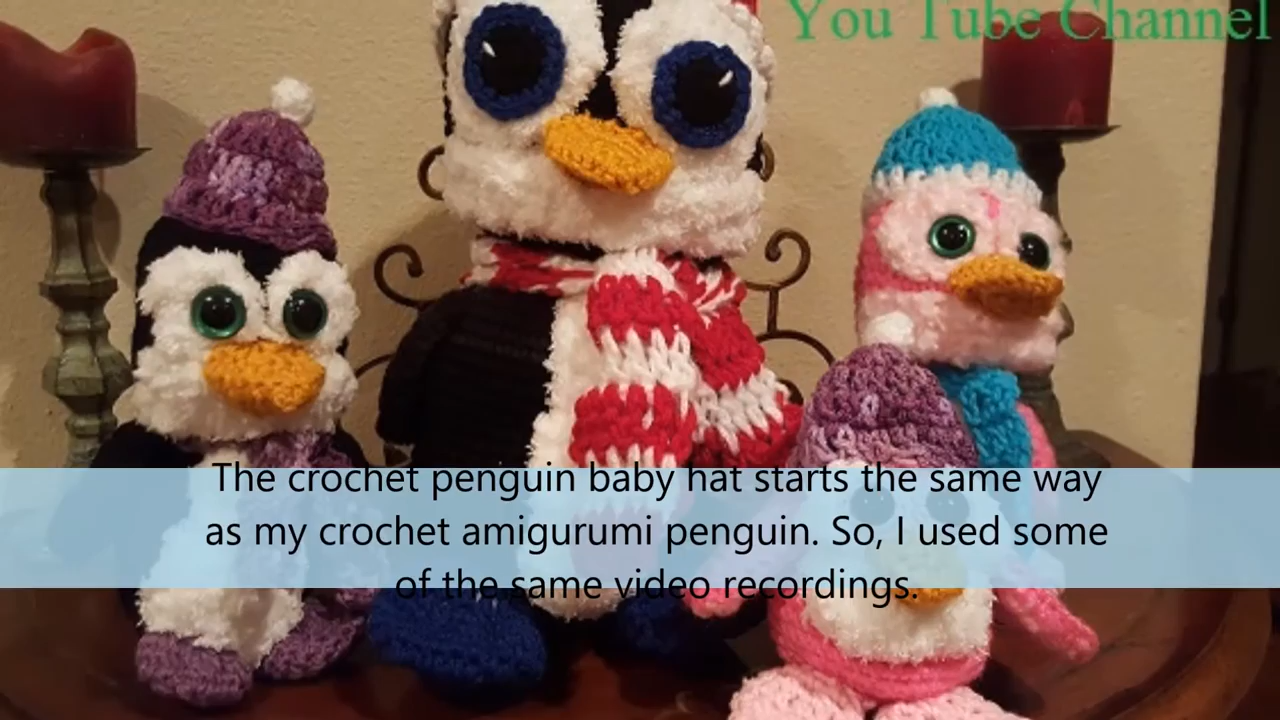 You Tube Channel
The crochet penguin baby hat starts the same way
as my crochet amigurumi penguin. So, I used some
of the same video recordings.